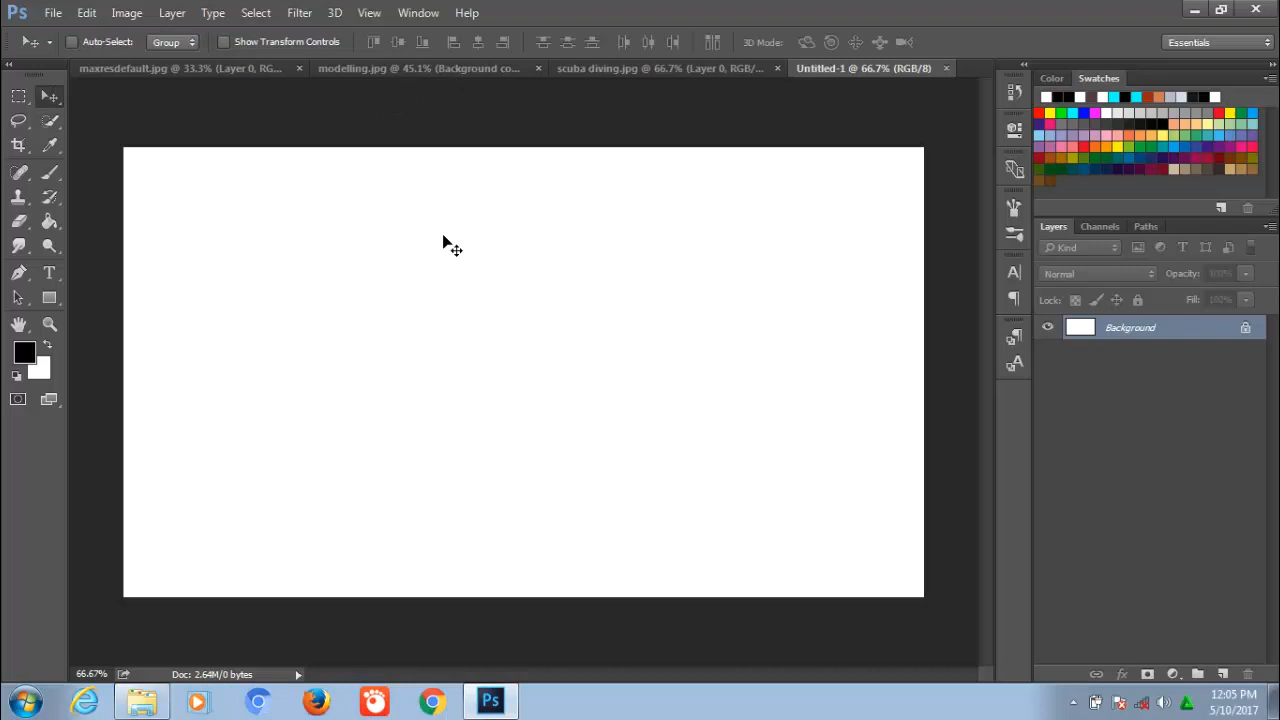 Ps File Edit Image Layer Type Select Filter 3D View Window Help
Auto-Select: Group Show Transform Controls 3D Mode: Essentials
maxresdefault.jpg @ 33.3% (Layer 0, RG... × modelling.jpg @ 45.1% (Background co... × scuba diving.jpg @ 66.7% (Layer 0, RGB/... × Untitled-1 @ 66.7% (RGB/8) ×
Color Swatches
Layers Channels Paths
Kind
Normal Opacity: 100%
Lock: Fill: 100%
Background
66.67% Doc: 2.64M/0 bytes
Ps
12:05 PM
5/10/2017